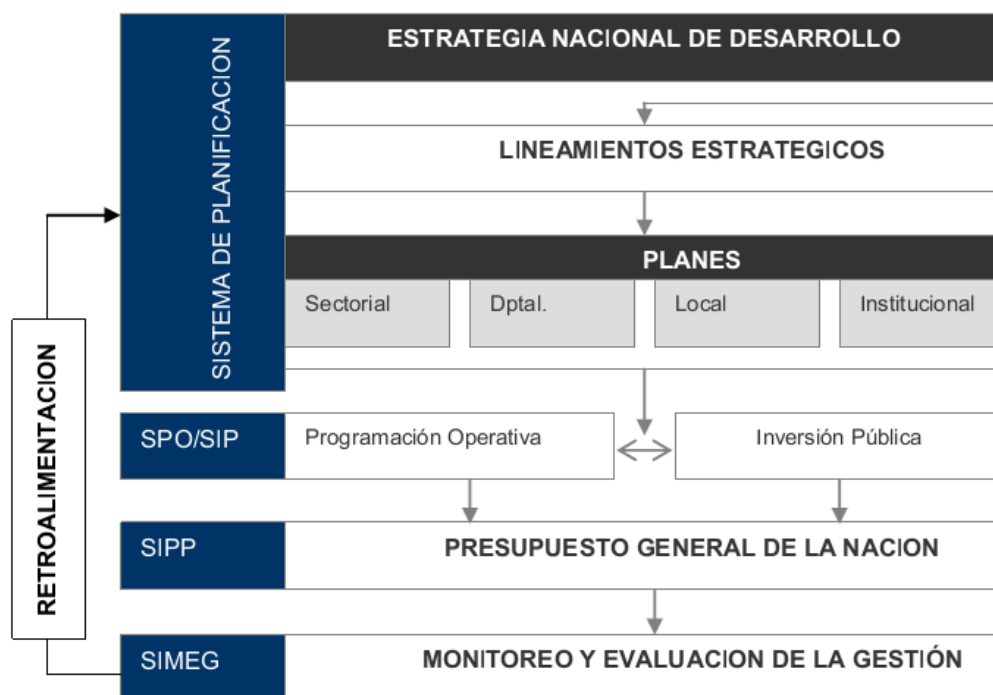 ESTRATEGIA NACIONAL DE DESARROLLO
SISTEMA DE PLANIFICACION
LINEAMIENTOS ESTRATEGICOS
PLANES
Sectorial
Dptal.
Local
Institucional
RETROALIMENTACION
SPO/SIP
Programación Operativa
Inversión Pública
SIPP
PRESUPUESTO GENERAL DE LA NACION
SIMEG
MONITOREO Y EVALUACION DE LA GESTIÓN